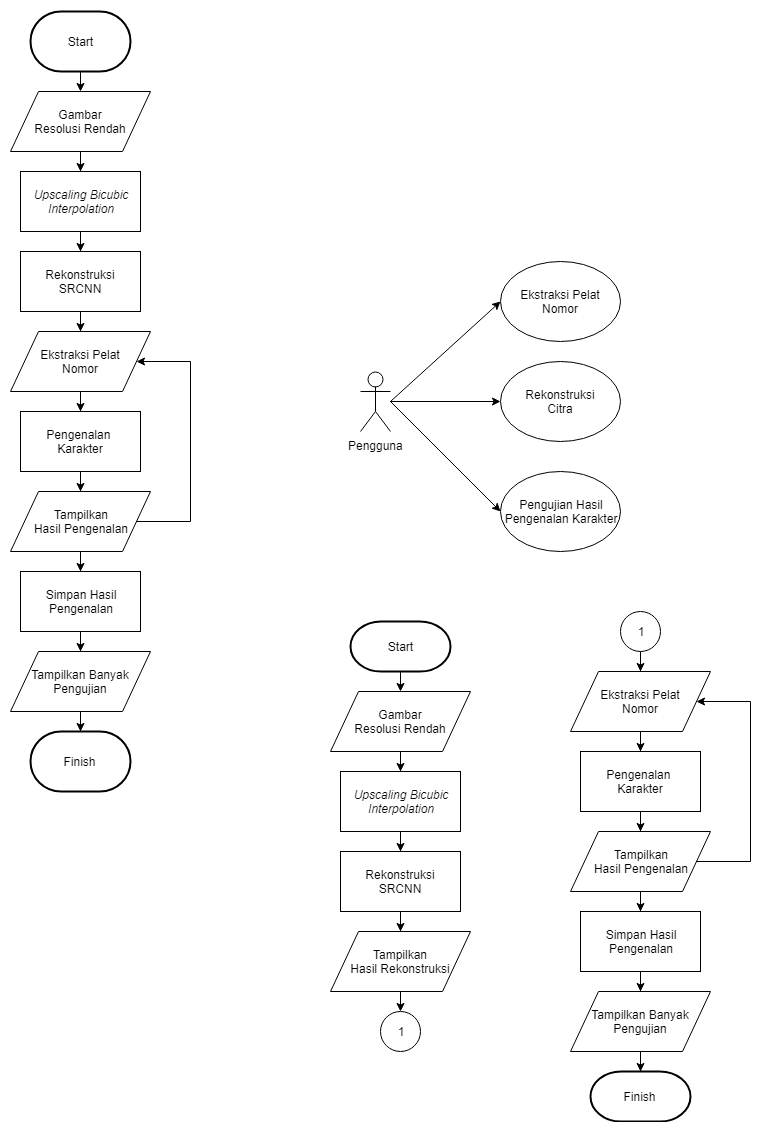 Start
Gambar
Resolusi Rendah
Upscaling Bicubic
Interpolation
Rekonstruksi
SRCNN
Ekstraksi Pelat
Nomor
Pengenalan
Karakter
Tampilkan
Hasil Pengenalan
Simpan Hasil
Pengenalan
Tampilkan Banyak
Pengujian
Finish
Pengguna
Ekstraksi Pelat
Nomor
Rekonstruksi
Citra
Pengujian Hasil
Pengenalan Karakter
Start
Gambar
Resolusi Rendah
Upscaling Bicubic
Interpolation
Rekonstruksi
SRCNN
Tampilkan
Hasil Rekonstruksi
1
1
Ekstraksi Pelat
Nomor
Pengenalan
Karakter
Tampilkan
Hasil Pengenalan
Simpan Hasil
Pengenalan
Tampilkan Banyak
Pengujian
Finish